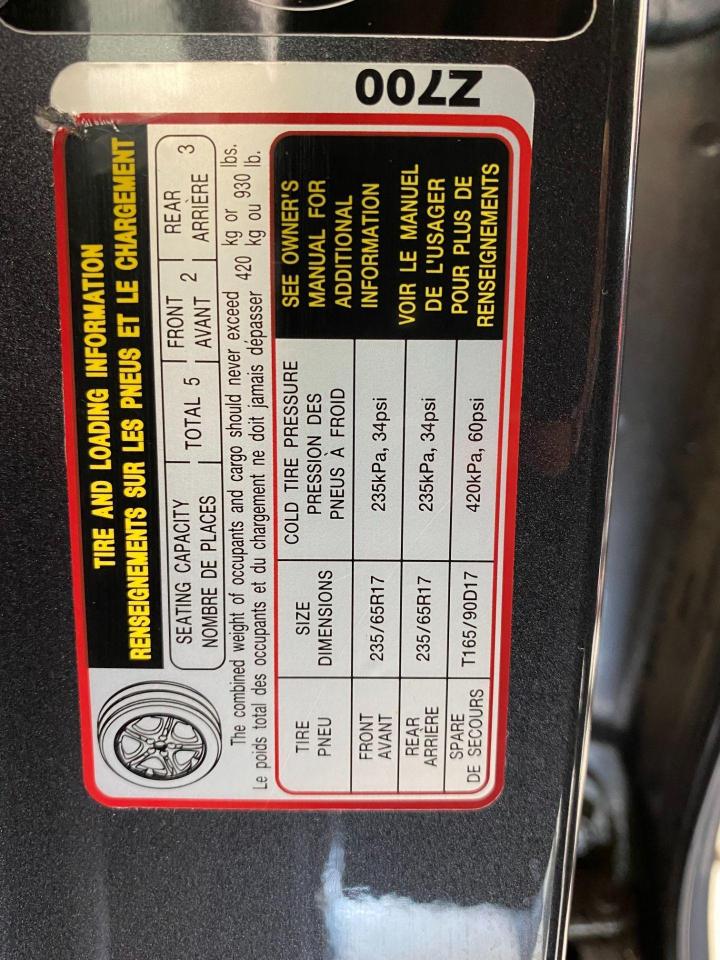 Z700
TIRE AND LOADING INFORMATION
RENSEIGNEMENTS SUR LES PNEUS ET LE CHARGEMENT
SEATING CAPACITY
NOMBRE DE PLACES
TOTAL 5
FRONT
AVANT 2
REAR
ARRIÈRE 3
The combined weight of occupants and cargo should never exceed 420 kg or 930 lbs.
Le poids total des occupants et du chargement ne doit jamais dépasser 420 kg ou 930 lb.
TIRE
PNEU
SIZE
DIMENSIONS
COLD TIRE PRESSURE
PRESSION DES
PNEUS À FROID
FRONT
AVANT
235/65R17
235kPa, 34psi
REAR
ARRIÈRE
235/65R17
235kPa, 34psi
SPARE
DE SECOURS
T165/90D17
420kPa, 60psi
SEE OWNER'S
MANUAL FOR
ADDITIONAL
INFORMATION
VOIR LE MANUEL
DE L'USAGER
POUR PLUS DE
RENSEIGNEMENTS